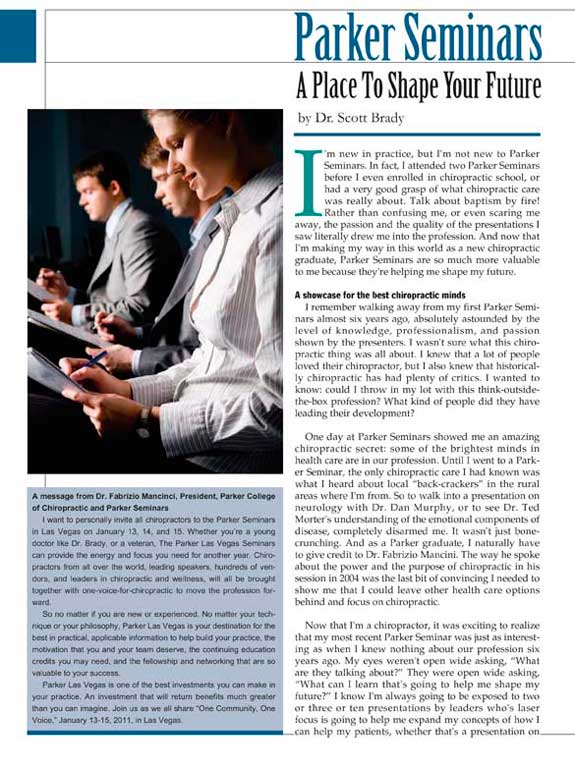 Parker Seminars
A Place To Shape Your Future
by Dr. Scott Brady
I'm new in practice, but I'm not new to Parker
Seminars. In fact, I attended two Parker Seminars
before I even enrolled in chiropractic school, or
had a very good grasp of what chiropractic care
was really about. Talk about baptism by fire!
Rather than confusing me, or even scaring me
away, the passion and the quality of the presentations I
saw literally drew me into the profession. And now that
I'm making my way in this world as a new chiropractic
graduate, Parker Seminars are so much more valuable
to me because they're helping me shape my future.
A showcase for the best chiropractic minds
I remember walking away from my first Parker Semi-
nars almost six years ago, absolutely astounded by the
level of knowledge, professionalism, and passion
shown by the presenters. I wasn't sure what this chiro-
practic thing was all about. I knew that a lot of people
loved their chiropractor, but I also knew that historical-
ly chiropractic has had plenty of critics. I wanted to
know: could I throw in my lot with this think-outside-
the-box profession? What kind of people did they have
leading their development?
One day at Parker Seminars showed me an amazing
chiropractic secret: some of the brightest minds in
health care are in our profession. Until I went to a Park-
er Seminar, the only chiropractic care I had known was
what I heard about local “back-crackers” in the rural
areas where I'm from. So to walk into a presentation on
neurology with Dr. Dan Murphy, or to see Dr. Ted
Morter's understanding of the emotional components of
disease, completely disarmed me. It wasn't just bone-
crunching. And as a Parker graduate, I naturally have
to give credit to Dr. Fabrizio Mancini. The way he spoke
about the power and the purpose of chiropractic in his
session in 2004 was the last bit of convincing I needed to
show me that I could leave other health care options
behind and focus on chiropractic.
Now that I'm a chiropractor, it was exciting to realize
that my most recent Parker Seminar was just as interest-
ing as when I knew nothing about our profession six
years ago. My eyes weren't open wide asking, “What
are they talking about?” They were open wide asking,
“What can I learn that's going to help me shape my
future?” I know I'm always going to be exposed to two
or three or ten presentations by leaders who's laser
focus is going to help me expand my concepts of how I
can help my patients, whether that's a presentation on
A message from Dr. Fabrizio Mancinci, President, Parker College
of Chiropractic and Parker Seminars
I want to personally invite all chiropractors to the Parker Seminars
in Las Vegas on January 13, 14, and 15. Whether you're a young
doctor like Dr. Brady, or a veteran, The Parker Las Vegas Seminars
can provide the energy and focus you need for another year. Chiro-
practors from all over the world, leading speakers, hundreds of ven-
dors, and leaders in chiropractic and wellness, will all be brought
together with one-voice-for-chiropractic to move the profession for-
ward.
So no matter if you are new or experienced. No matter your tech-
nique or your philosophy, Parker Las Vegas is your destination for the
best in practical, applicable information to help build your practice, the
motivation that you and your team deserve, the continuing education
credits you may need, and the fellowship and networking that are so
valuable to your success.
Parker Las Vegas is one of the best investments you can make in
your practice. An investment that will return benefits much greater
than you can imagine. Join us as we all share “One Community, One
Voice,” January 13-15, 2011, in Las Vegas.